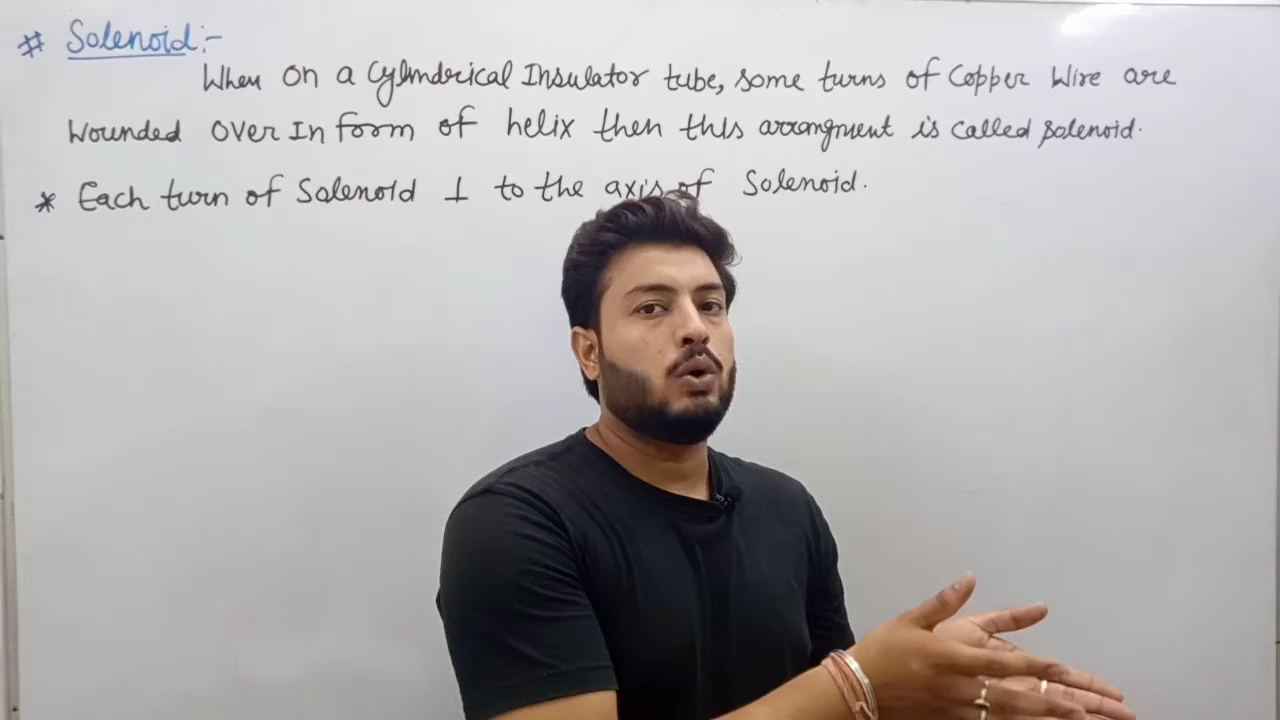 # Solenoid:-
When on a Cylindrical Insulator tube, some turns of Copper Wire are
Wounded Over In form of helix then this arrangment is called solenoid.
* Each turn of Solenoid ⊥ to the axis of Solenoid.